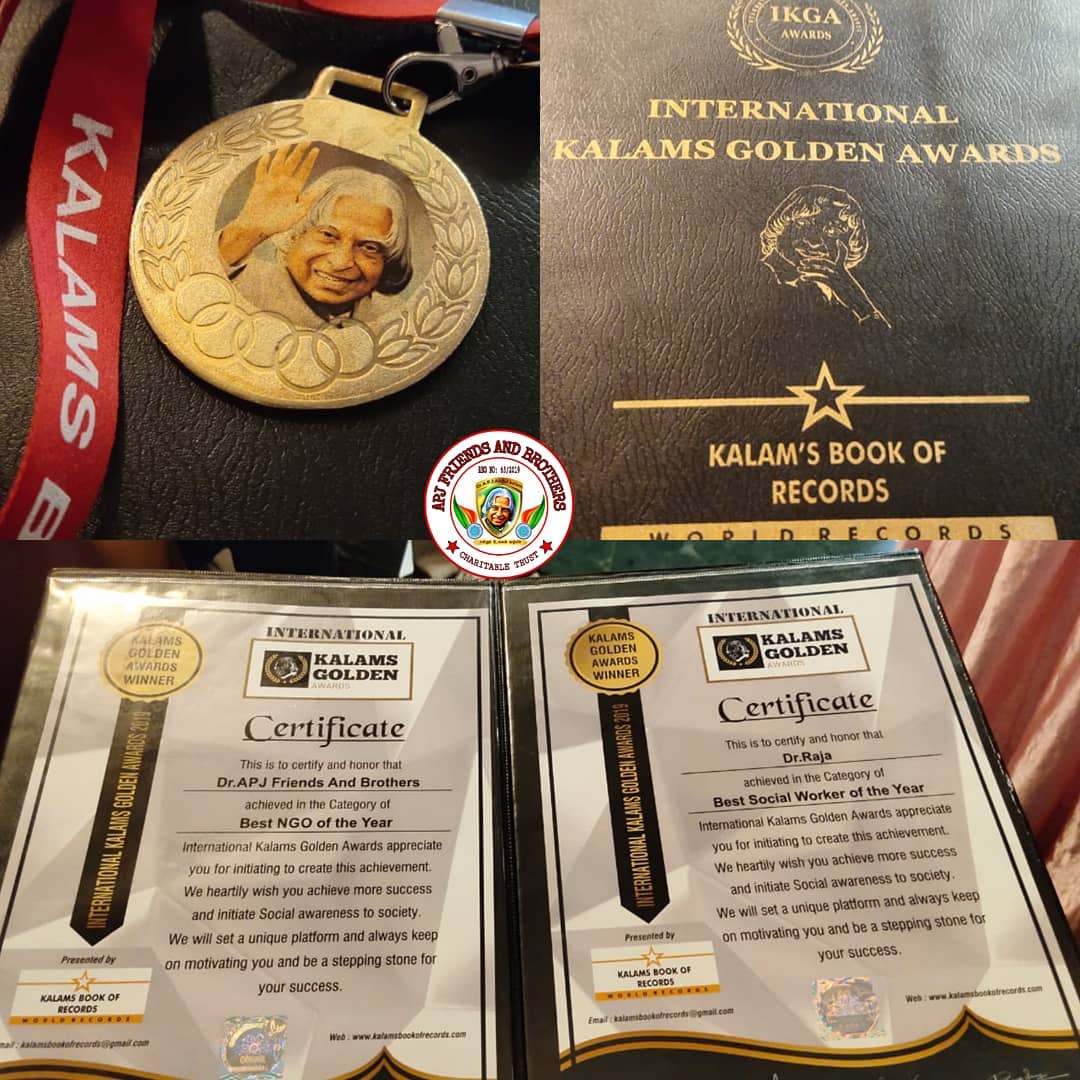 KALAMS B
IKGA
AWARDS
INTERNATIONAL
KALAMS GOLDEN AWARDS
KALAM'S BOOK OF
RECORDS
WORLD RECORDS
APJ FRIENDS AND BROTHERS
REG NO: 63/2019
CHARITABLE TRUST
KALAMS
GOLDEN
AWARDS
WINNER
INTERNATIONAL KALAMS GOLDEN AWARDS 2019
INTERNATIONAL
KALAMS
GOLDEN
AWARDS
Certificate
This is to certify and honor that
Dr.APJ Friends And Brothers
achieved in the Category of
Best NGO of the Year
International Kalams Golden Awards appreciate
you for initiating to create this achievement.
We heartily wish you achieve more success
and initiate Social awareness to society.
We will set a unique platform and always keep
on motivating you and be a stepping stone for
your success.
Presented by
KALAMS BOOK OF
RECORDS
WORLD RECORDS
mail : kalamsbookofrecords@gmail.com
Web : www.kalamsbookofrecords.com
KALAMS
GOLDEN
AWARDS
WINNER
INTERNATIONAL KALAMS GOLDEN AWARDS 2019
INTERNATIONAL
KALAMS
GOLDEN
AWARDS
Certificate
This is to certify and honor that
Dr.Raja
achieved in the Category of
Best Social Worker of the Year
International Kalams Golden Awards appreciate
you for initiating to create this achievement.
We heartily wish you achieve more success
and initiate Social awareness to society.
We will set a unique platform and always keep
on motivating you and be a stepping stone for
your success.
Presented by
KALAMS BOOK OF
RECORDS
WORLD RECORDS
Email : kalamsbookofrecords@gmail.com
Web : www.kalamsbookofrecords.com